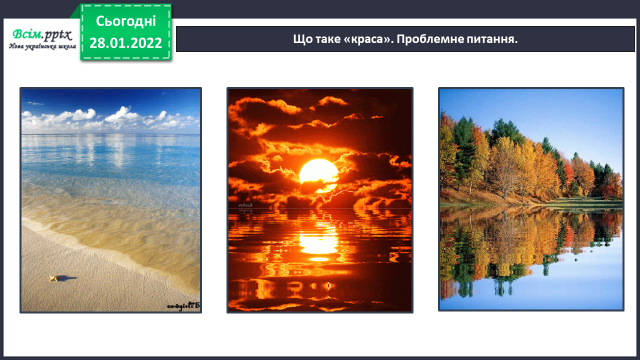 Всім.pptx
Нова українська школа
Сьогодні
28.01.2022
Що таке «краса». Проблемне питання.